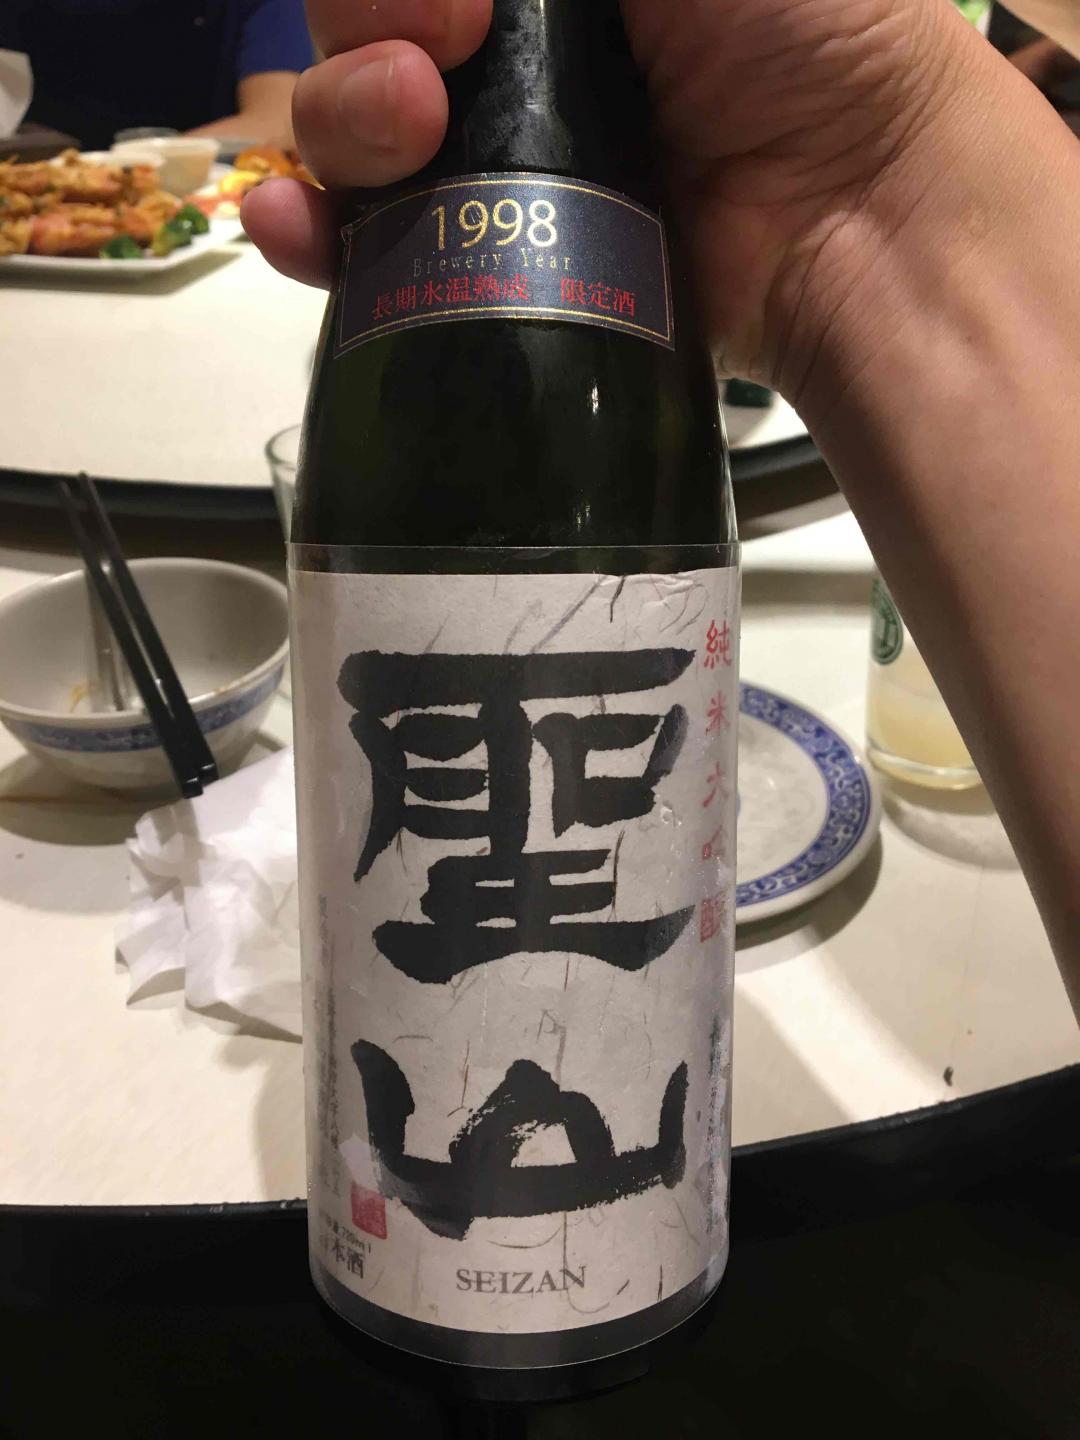 1998
Brewery Year
長期氷温熟成 限定酒
純米大吟醸
聖山
720ml
本酒
SEIZAN